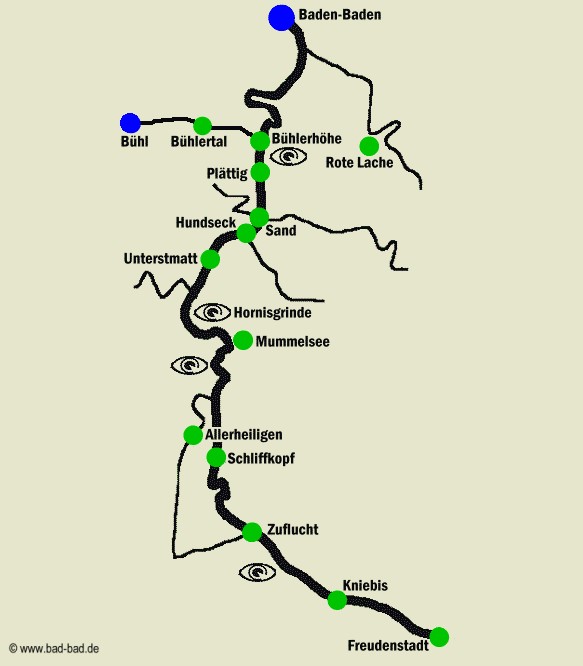 Baden-Baden
Bühl
Bühlertal
Bühlerhöhe
Rote Lache
Plättig
Hundseck
Sand
Unterstmatt
Hornisgrinde
Mummelsee
Allerheiligen
Schliffkopf
Zuflucht
Kniebis
Freudenstadt
© www.bad-bad.de